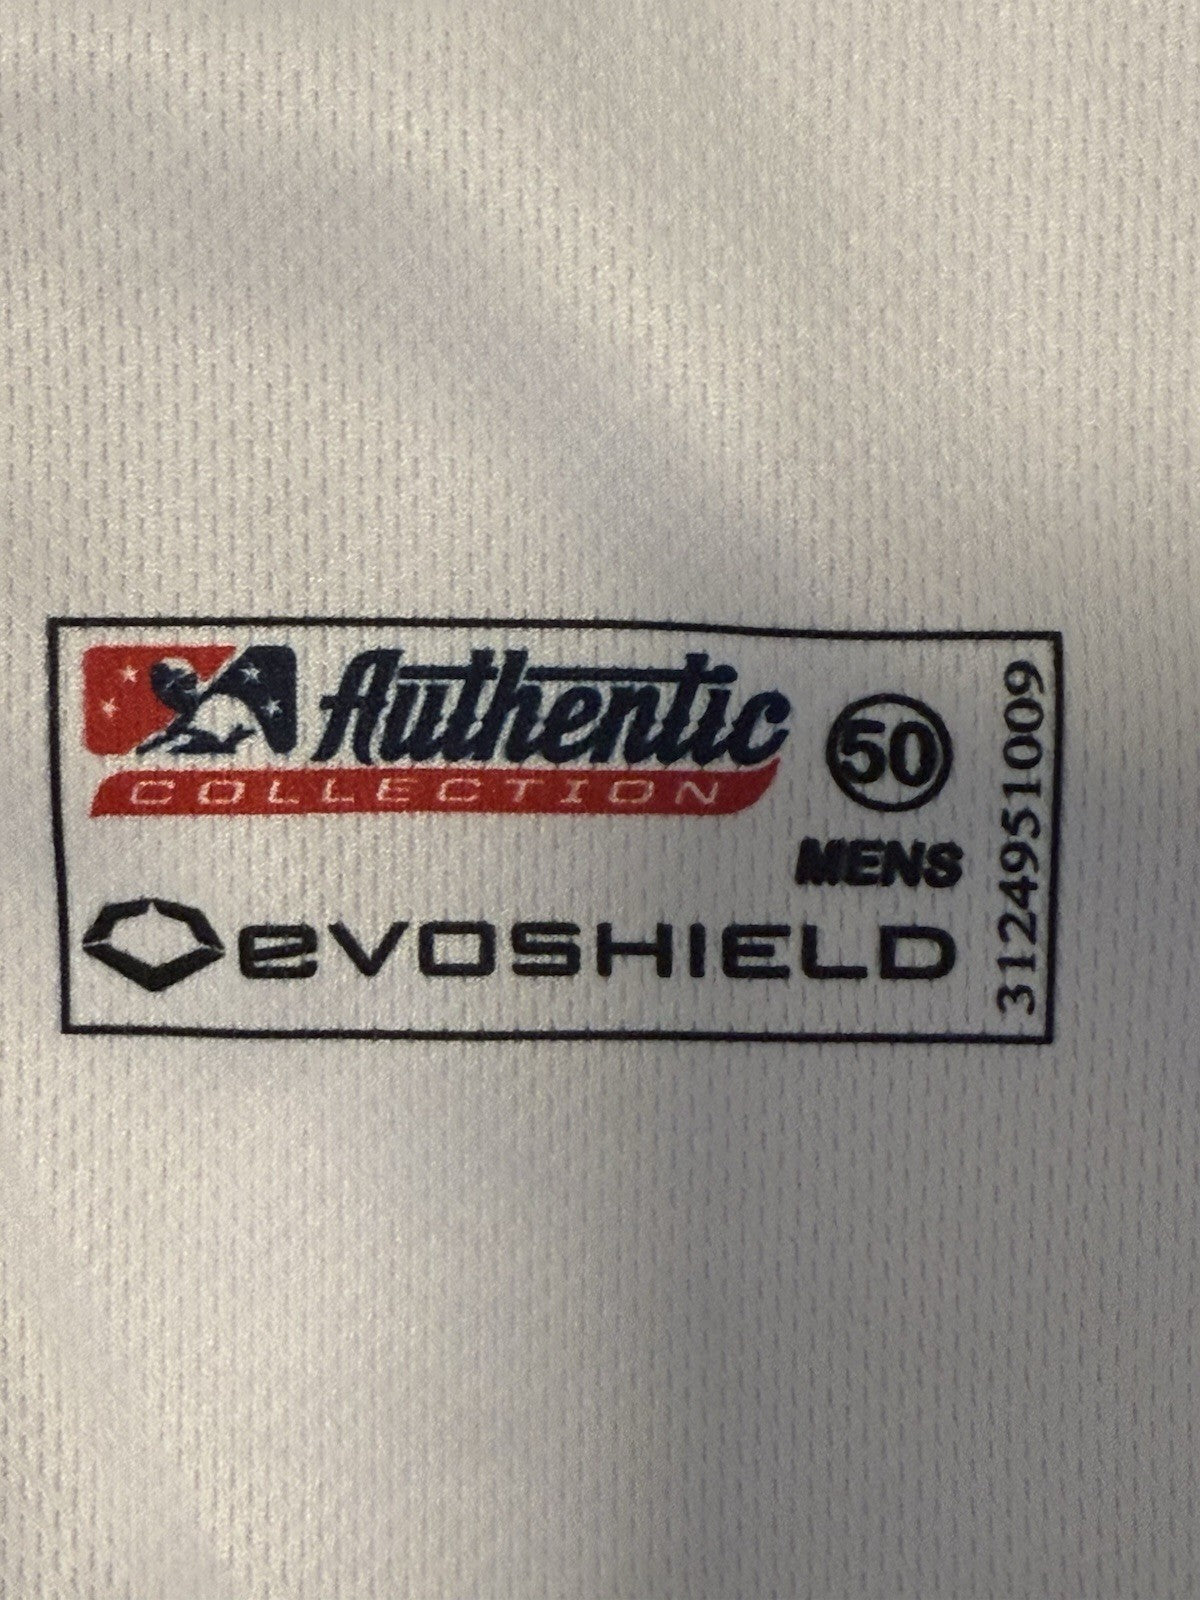 Authentic
COLLECTION
50
MENS
eVOSHIELD
3124951009